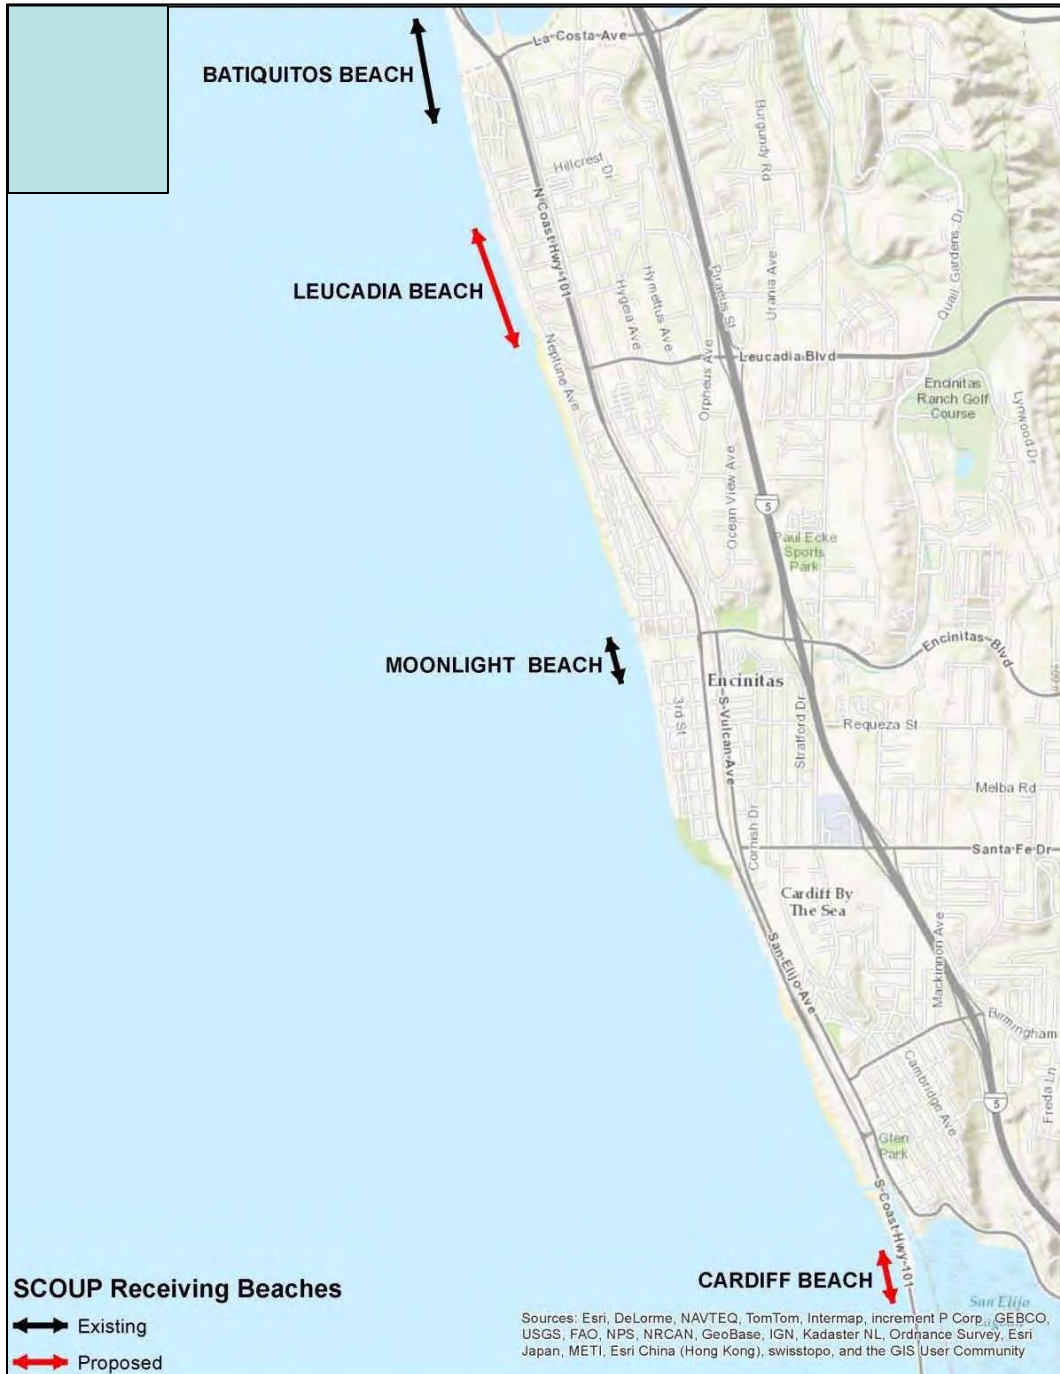 La Costa Ave
BATIQUITOS BEACH
Burgundy Rd
Hillcrest Dr
N Coast Hwy 101
Quail Gardens Dr
LEUCADIA BEACH
Hygeia Ave
Hymettus Ave
Piraeus St
Urania Ave
Neptune Ave
Orpheus Ave
Leucadia Blvd
Encinitas
Ranch Golf
Course
Lynwood Dr
Ocean View Ave
5
Paul Ecke
Sports
Park
MOONLIGHT BEACH
Encinitas Blvd
Encinitas
3rd St
S Vulcan Ave
Stratford Dr
Requeza St
Melba Rd
Cornish Dr
Santa Fe Dr
Cardiff By
The Sea
Mackinnon Ave
San Elijo Ave
Birmingham
Cambridge Ave
Freda Ln
5
Glen
Park
S Coast Hwy 101
CARDIFF BEACH
San Elijo
SCOUP Receiving Beaches
Existing
Proposed
Sources: Esri, DeLorme, NAVTEQ, TomTom, Intermap, increment P Corp., GEBCO,
USGS, FAO, NPS, NRCAN, GeoBase, IGN, Kadaster NL, Ordnance Survey, Esri
Japan, METI, Esri China (Hong Kong), swisstopo, and the GIS User Community